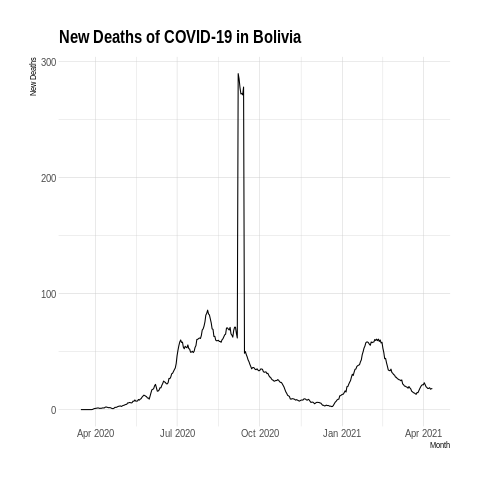 New Deaths of COVID-19 in Bolivia
New Deaths
300
200
100
0
Apr 2020 Jul 2020 Oct 2020 Jan 2021 Apr 2021
Month